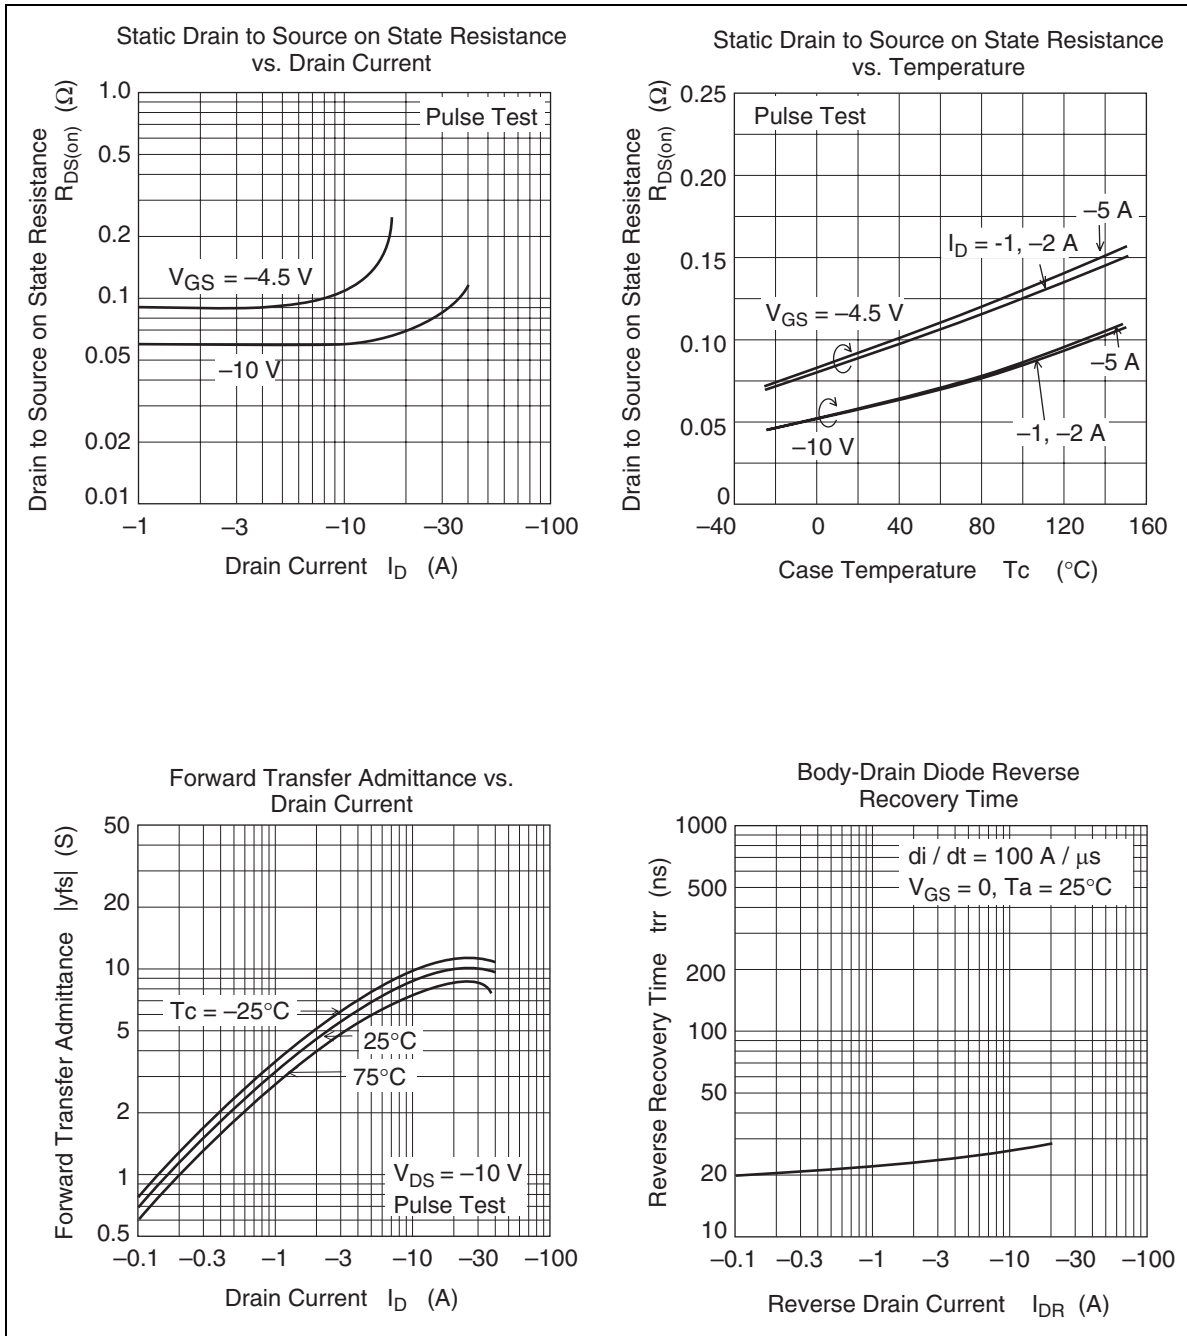 Static Drain to Source on State Resistance
vs. Drain Current
Drain to Source on State Resistance
RDS(on) (Ω)
1.0
0.5
0.2
0.1
0.05
0.02
0.01
Pulse Test
VGS = –4.5 V
–10 V
–1 –3 –10 –30 –100
Drain Current ID (A)
Static Drain to Source on State Resistance
vs. Temperature
Drain to Source on State Resistance
RDS(on) (Ω)
0.25
0.20
0.15
0.10
0.05
0
Pulse Test
–5 A
ID = -1, –2 A
VGS = –4.5 V
–5 A
–1, –2 A
–10 V
–40 0 40 80 120 160
Case Temperature Tc (°C)
Forward Transfer Admittance vs.
Drain Current
Forward Transfer Admittance |yfs| (S)
50
20
10
5
2
1
0.5
Tc = –25°C
25°C
75°C
VDS = –10 V
Pulse Test
–0.1 –0.3 –1 –3 –10 –30 –100
Drain Current ID (A)
Body-Drain Diode Reverse
Recovery Time
Reverse Recovery Time trr (ns)
1000
500
200
100
50
20
10
di / dt = 100 A / μs
VGS = 0, Ta = 25°C
–0.1 –0.3 –1 –3 –10 –30 –100
Reverse Drain Current IDR (A)